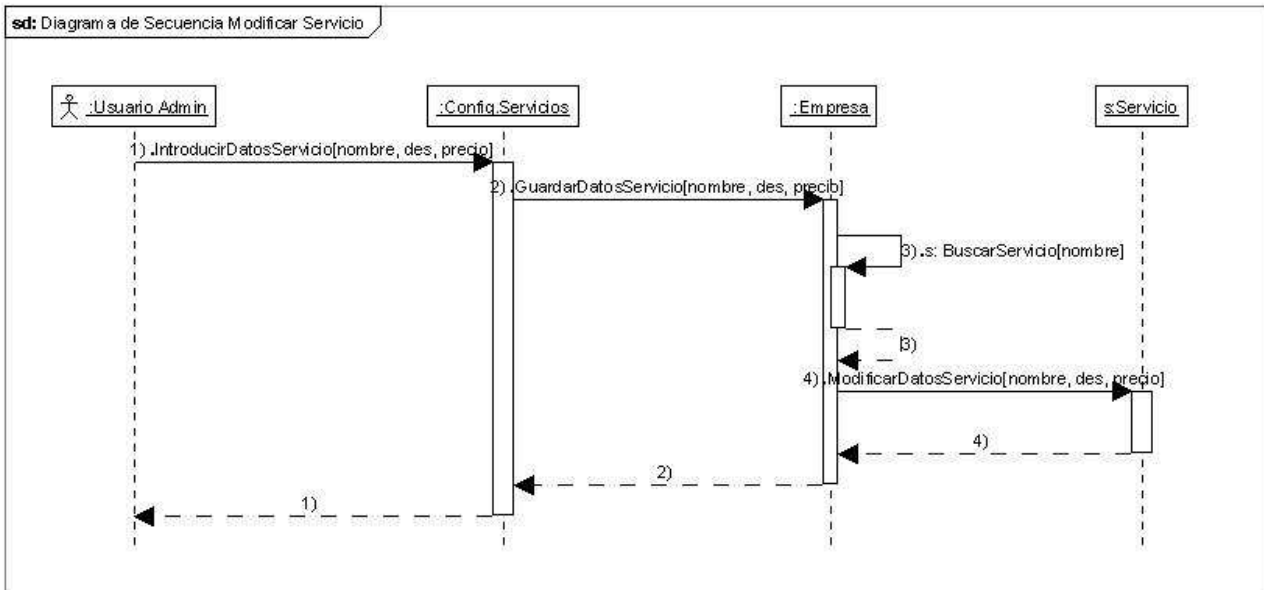 sd: Diagrama de Secuencia Modificar Servicio
:Usuario Admin
:Config.Servicios
:Empresa
s:Servicio
1) .IntroducirDatosServicio[nombre, des, precio]
2) .GuardarDatosServicio[nombre, des, precio]
3) .s: BuscarServicio[nombre]
3)
4) .ModificarDatosServicio[nombre, des, precio]
4)
2)
1)